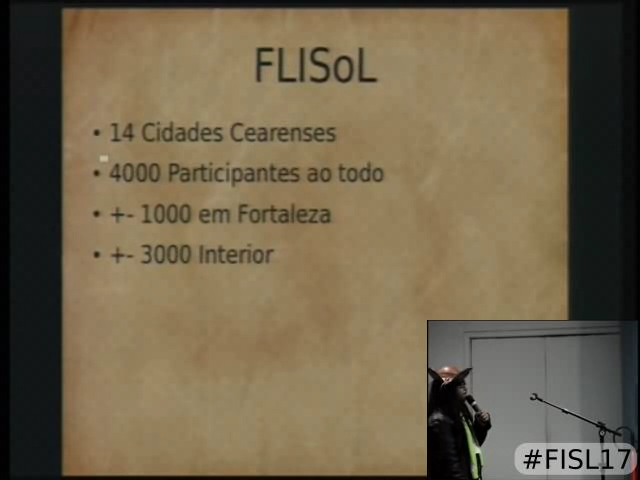 FLISoL
• 14 Cidades Cearenses
• 4000 Participantes ao todo
• +- 1000 em Fortaleza
• +- 3000 Interior
#FISL17